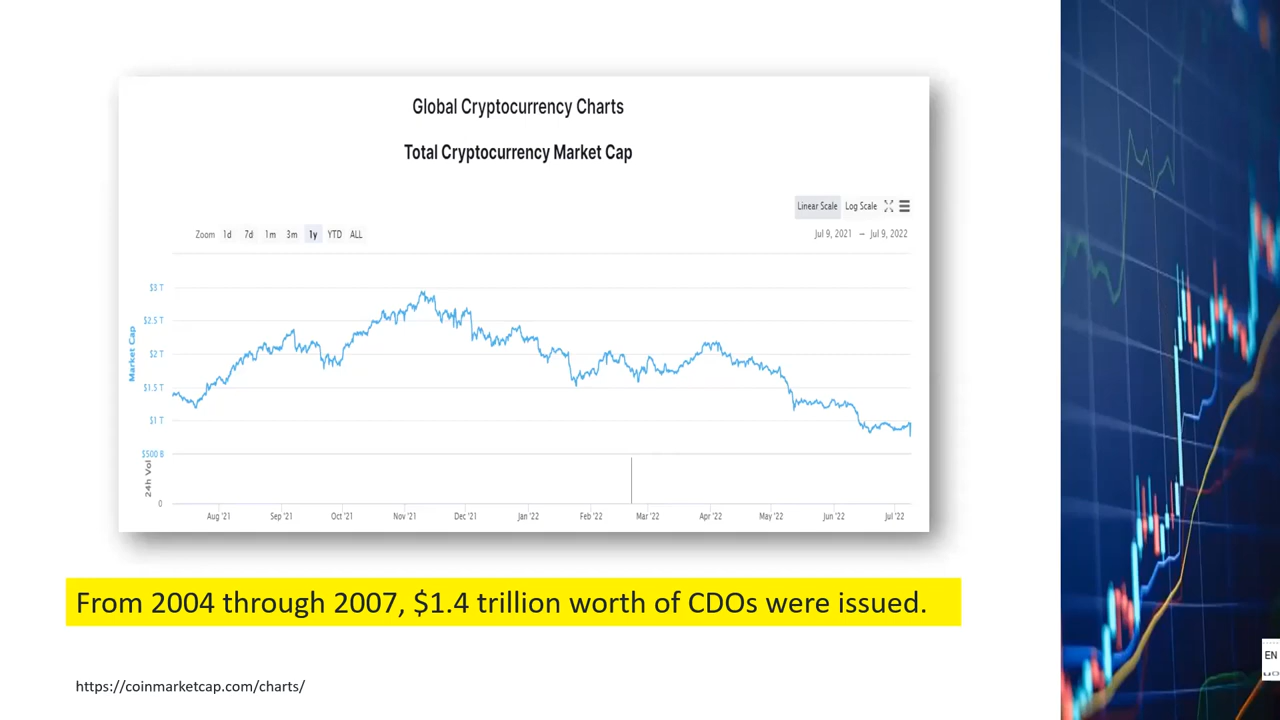 Global Cryptocurrency Charts
Total Cryptocurrency Market Cap
Linear Scale Log Scale
Zoom 1d 7d 1m 3m 1y YTD ALL
Jul 9, 2021 – Jul 9, 2022
Market Cap
$3 T
$2.5 T
$2 T
$1.5 T
$1 T
$500 B
24h Vol
0
Aug '21 Sep '21 Oct '21 Nov '21 Dec '21 Jan '22 Feb '22 Mar '22 Apr '22 May '22 Jun '22 Jul '22
From 2004 through 2007, $1.4 trillion worth of CDOs were issued.
https://coinmarketcap.com/charts/
EN